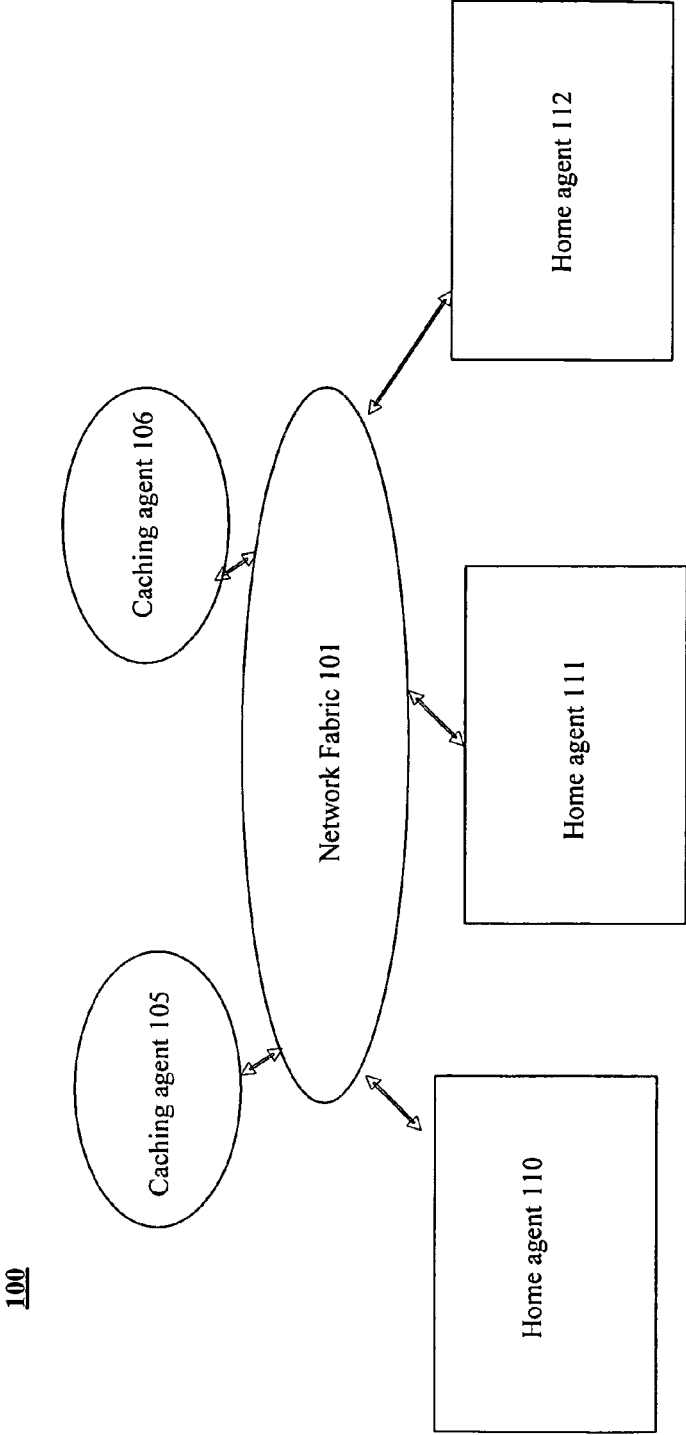 100
Caching agent 105
Caching agent 106
Network Fabric 101
Home agent 110
Home agent 111
Home agent 112